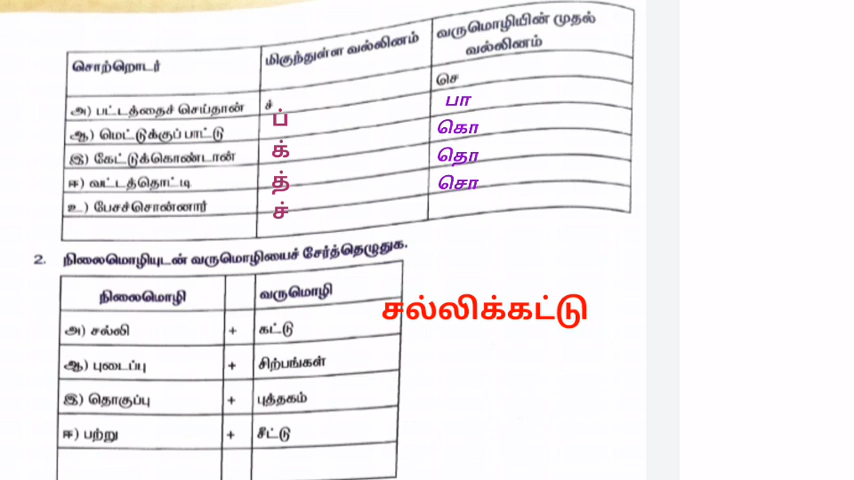 சொற்றொடர் மிகுந்துள்ள வல்லினம் வருமொழியின் முதல் வல்லினம்
அ) பட்டத்தைச் செய்தான் ச் செ
ஆ) மெட்டுக்குப் பாட்டு ப் பா
இ) கேட்டுக்கொண்டான் க் கொ
ஈ) வட்டத்தொட்டி த் தொ
உ) பேசச்சொன்னார் ச் சொ
2. நிலைமொழியுடன் வருமொழியைச் சேர்த்தெழுதுக.
நிலைமொழி வருமொழி
அ) சல்லி + கட்டு சல்லிக்கட்டு
ஆ) புடைப்பு + சிற்பங்கள்
இ) தொகுப்பு + புத்தகம்
ஈ) பற்று + சீட்டு